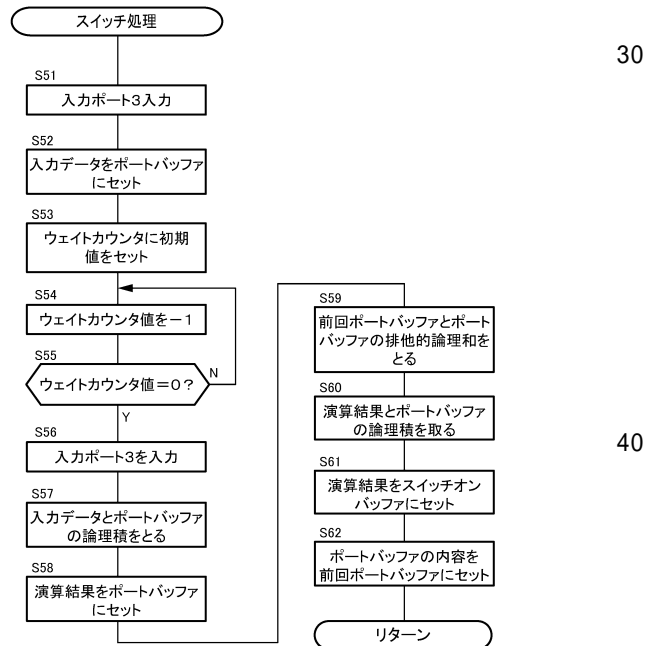 スイッチ処理
S51
入力ポート3入力
S52
入力データをポートバッファ
にセット
S53
ウェイトカウンタに初期
値をセット
S54
ウェイトカウンタ値を－1
S55
ウェイトカウンタ値＝0？
N
Y
S56
入力ポート3を入力
S57
入力データとポートバッファ
の論理積をとる
S58
演算結果をポートバッファ
にセット
S59
前回ポートバッファとポート
バッファの排他的論理和を
とる
S60
演算結果とポートバッファ
の論理積を取る
S61
演算結果をスイッチオン
バッファにセット
S62
ポートバッファの内容を
前回ポートバッファにセット
リターン
30
40